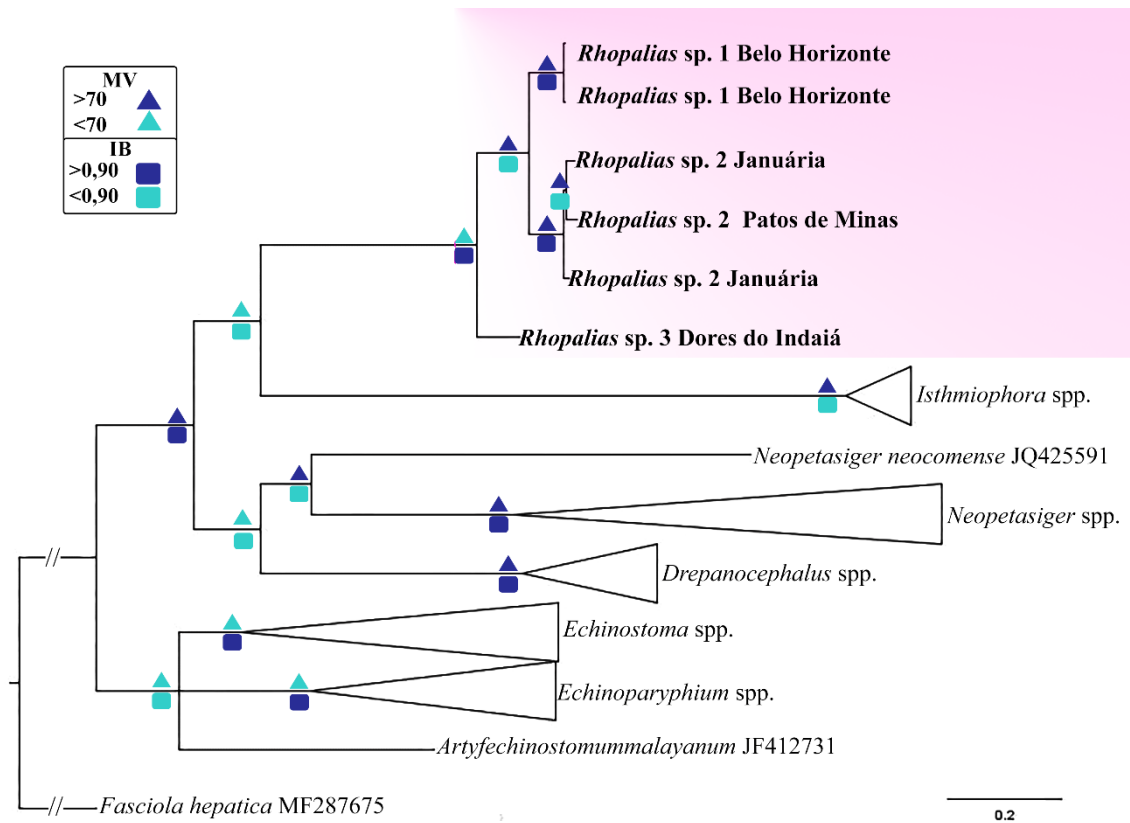 MV
>70
<70
IB
>0,90
<0,90
Rhopalias sp. 1 Belo Horizonte
Rhopalias sp. 1 Belo Horizonte
Rhopalias sp. 2 Januária
Rhopalias sp. 2 Patos de Minas
Rhopalias sp. 2 Januária
Rhopalias sp. 3 Dores do Indaiá
Isthmiophora spp.
Neopetasiger neocomense JQ425591
Neopetasiger spp.
Drepanocephalus spp.
Echinostoma spp.
Echinoparyphium spp.
Artyfechinostomummalayanum JF412731
Fasciola hepatica MF287675
0.2